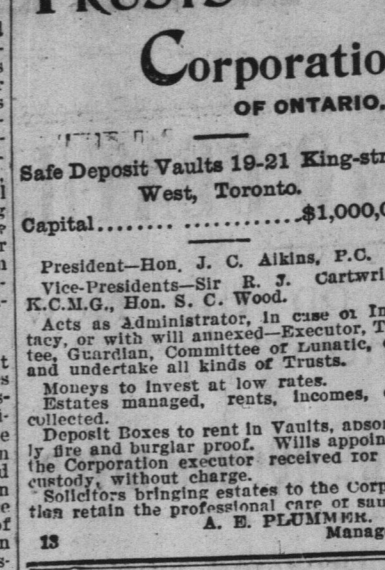 TRUSTS
Corporatio
OF ONTARIO.
Safe Deposit Vaults 19-21 King-str
West, Toronto.
Capital.......................$1,000,0
President—Hon. J. C. Aikins, P.C.
Vice-Presidents—Sir R. J. Cartwri
K.C.M.G., Hon. S. C. Wood.
Acts as Administrator, in case of In
tacy, or with will annexed—Executor, T
tee, Guardian, Committee of Lunatic,
and undertake all kinds of Trusts.
Moneys to invest at low rates.
Estates managed, rents, incomes,
collected.
Deposit Boxes to rent in Vaults, absol
ly fire and burglar proof. Wills appoin
the Corporation executor received for
custody, without charge.
Solicitors bringing estates to the Corp
tion retain the professional care of sam
A. E. PLUMMER.
13 Manag